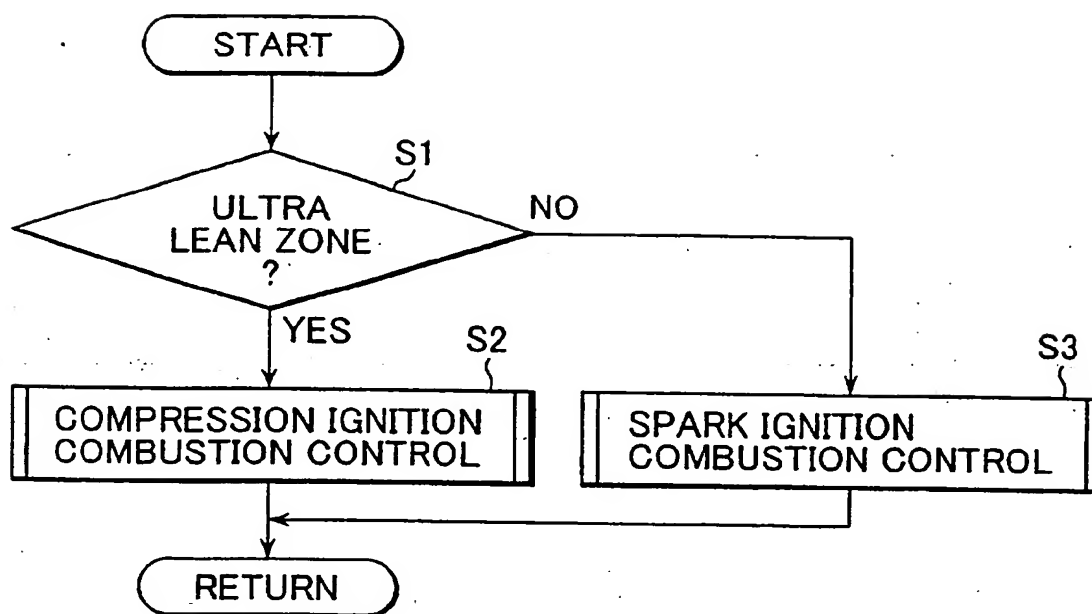 START
S1
ULTRA
LEAN ZONE
?
NO
YES
S2
COMPRESSION IGNITION
COMBUSTION CONTROL
S3
SPARK IGNITION
COMBUSTION CONTROL
RETURN